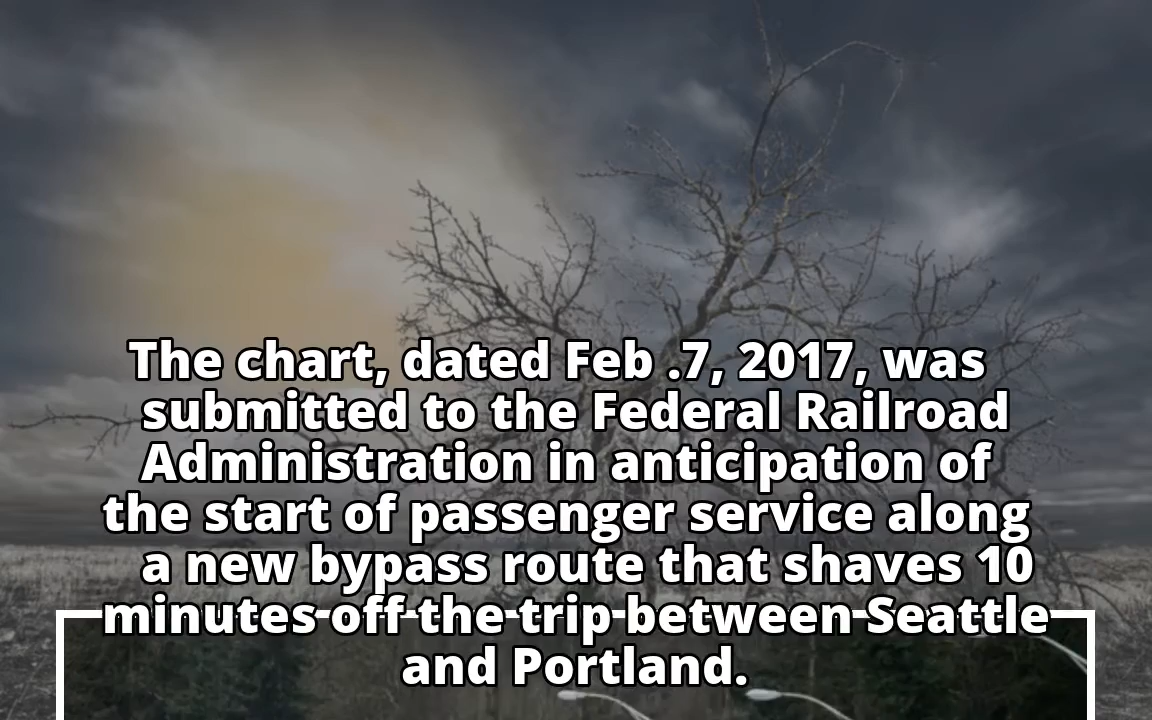 The chart, dated Feb .7, 2017, was
submitted to the Federal Railroad
Administration in anticipation of
the start of passenger service along
a new bypass route that shaves 10
minutes off the trip between Seattle
and Portland.